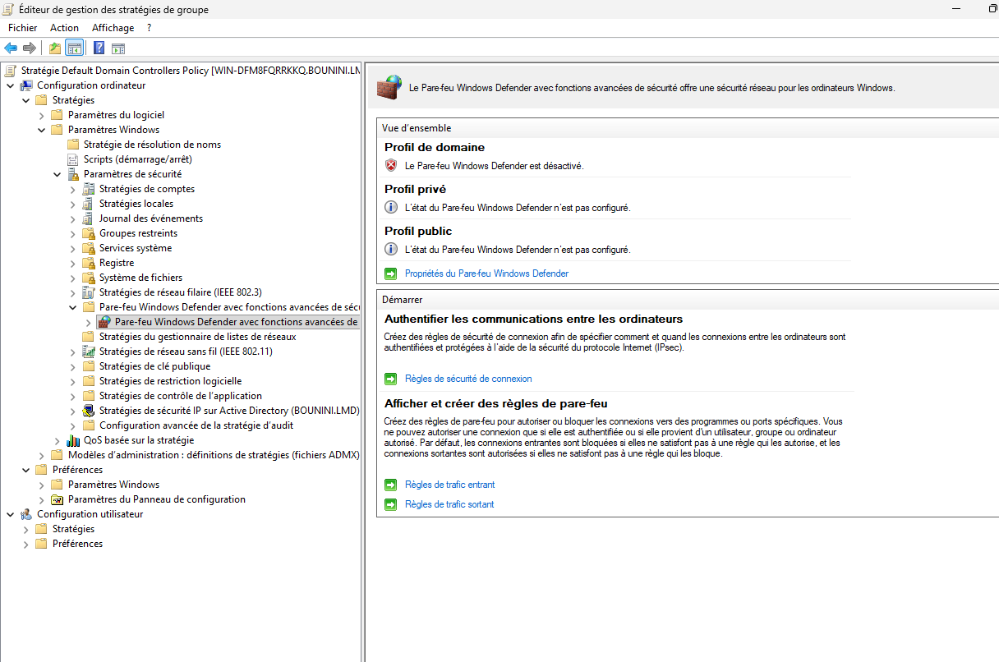 Éditeur de gestion des stratégies de groupe
Fichier Action Affichage ?
Stratégie Default Domain Controllers Policy [WIN-DFM8FQRRKKQ.BOUNINI.LM
Configuration ordinateur
Stratégies
Paramètres du logiciel
Paramètres Windows
Stratégie de résolution de noms
Scripts (démarrage/arrêt)
Paramètres de sécurité
Stratégies de comptes
Stratégies locales
Journal des événements
Groupes restreints
Services système
Registre
Système de fichiers
Stratégies de réseau filaire (IEEE 802.3)
Pare-feu Windows Defender avec fonctions avancées de sécu
Pare-feu Windows Defender avec fonctions avancées de
Stratégies du gestionnaire de listes de réseaux
Stratégies de réseau sans fil (IEEE 802.11)
Stratégies de clé publique
Stratégies de restriction logicielle
Stratégies de contrôle de l'application
Stratégies de sécurité IP sur Active Directory (BOUNINI.LMD)
Configuration avancée de la stratégie d'audit
QoS basée sur la stratégie
Modèles d'administration : définitions de stratégies (fichiers ADMX)
Préférences
Paramètres Windows
Paramètres du Panneau de configuration
Configuration utilisateur
Stratégies
Préférences
Le Pare-feu Windows Defender avec fonctions avancées de sécurité offre une sécurité réseau pour les ordinateurs Windows.
Vue d'ensemble
Profil de domaine
Le Pare-feu Windows Defender est désactivé.
Profil privé
L'état du Pare-feu Windows Defender n'est pas configuré.
Profil public
L'état du Pare-feu Windows Defender n'est pas configuré.
Propriétés du Pare-feu Windows Defender
Démarrer
Authentifier les communications entre les ordinateurs
Créez des règles de sécurité de connexion afin de spécifier comment et quand les connexions entre les ordinateurs sont
authentifiées et protégées à l'aide de la sécurité du protocole Internet (IPsec).
Règles de sécurité de connexion
Afficher et créer des règles de pare-feu
Créez des règles de pare-feu pour autoriser ou bloquer les connexions vers des programmes ou ports spécifiques. Vous
ne pouvez autoriser une connexion que si elle est authentifiée ou si elle provient d'un utilisateur, groupe ou ordinateur
autorisé. Par défaut, les connexions entrantes sont bloquées si elles ne satisfont pas à une règle qui les autorise, et les
connexions sortantes sont autorisées si elles ne satisfont pas à une règle qui les bloque.
Règles de trafic entrant
Règles de trafic sortant